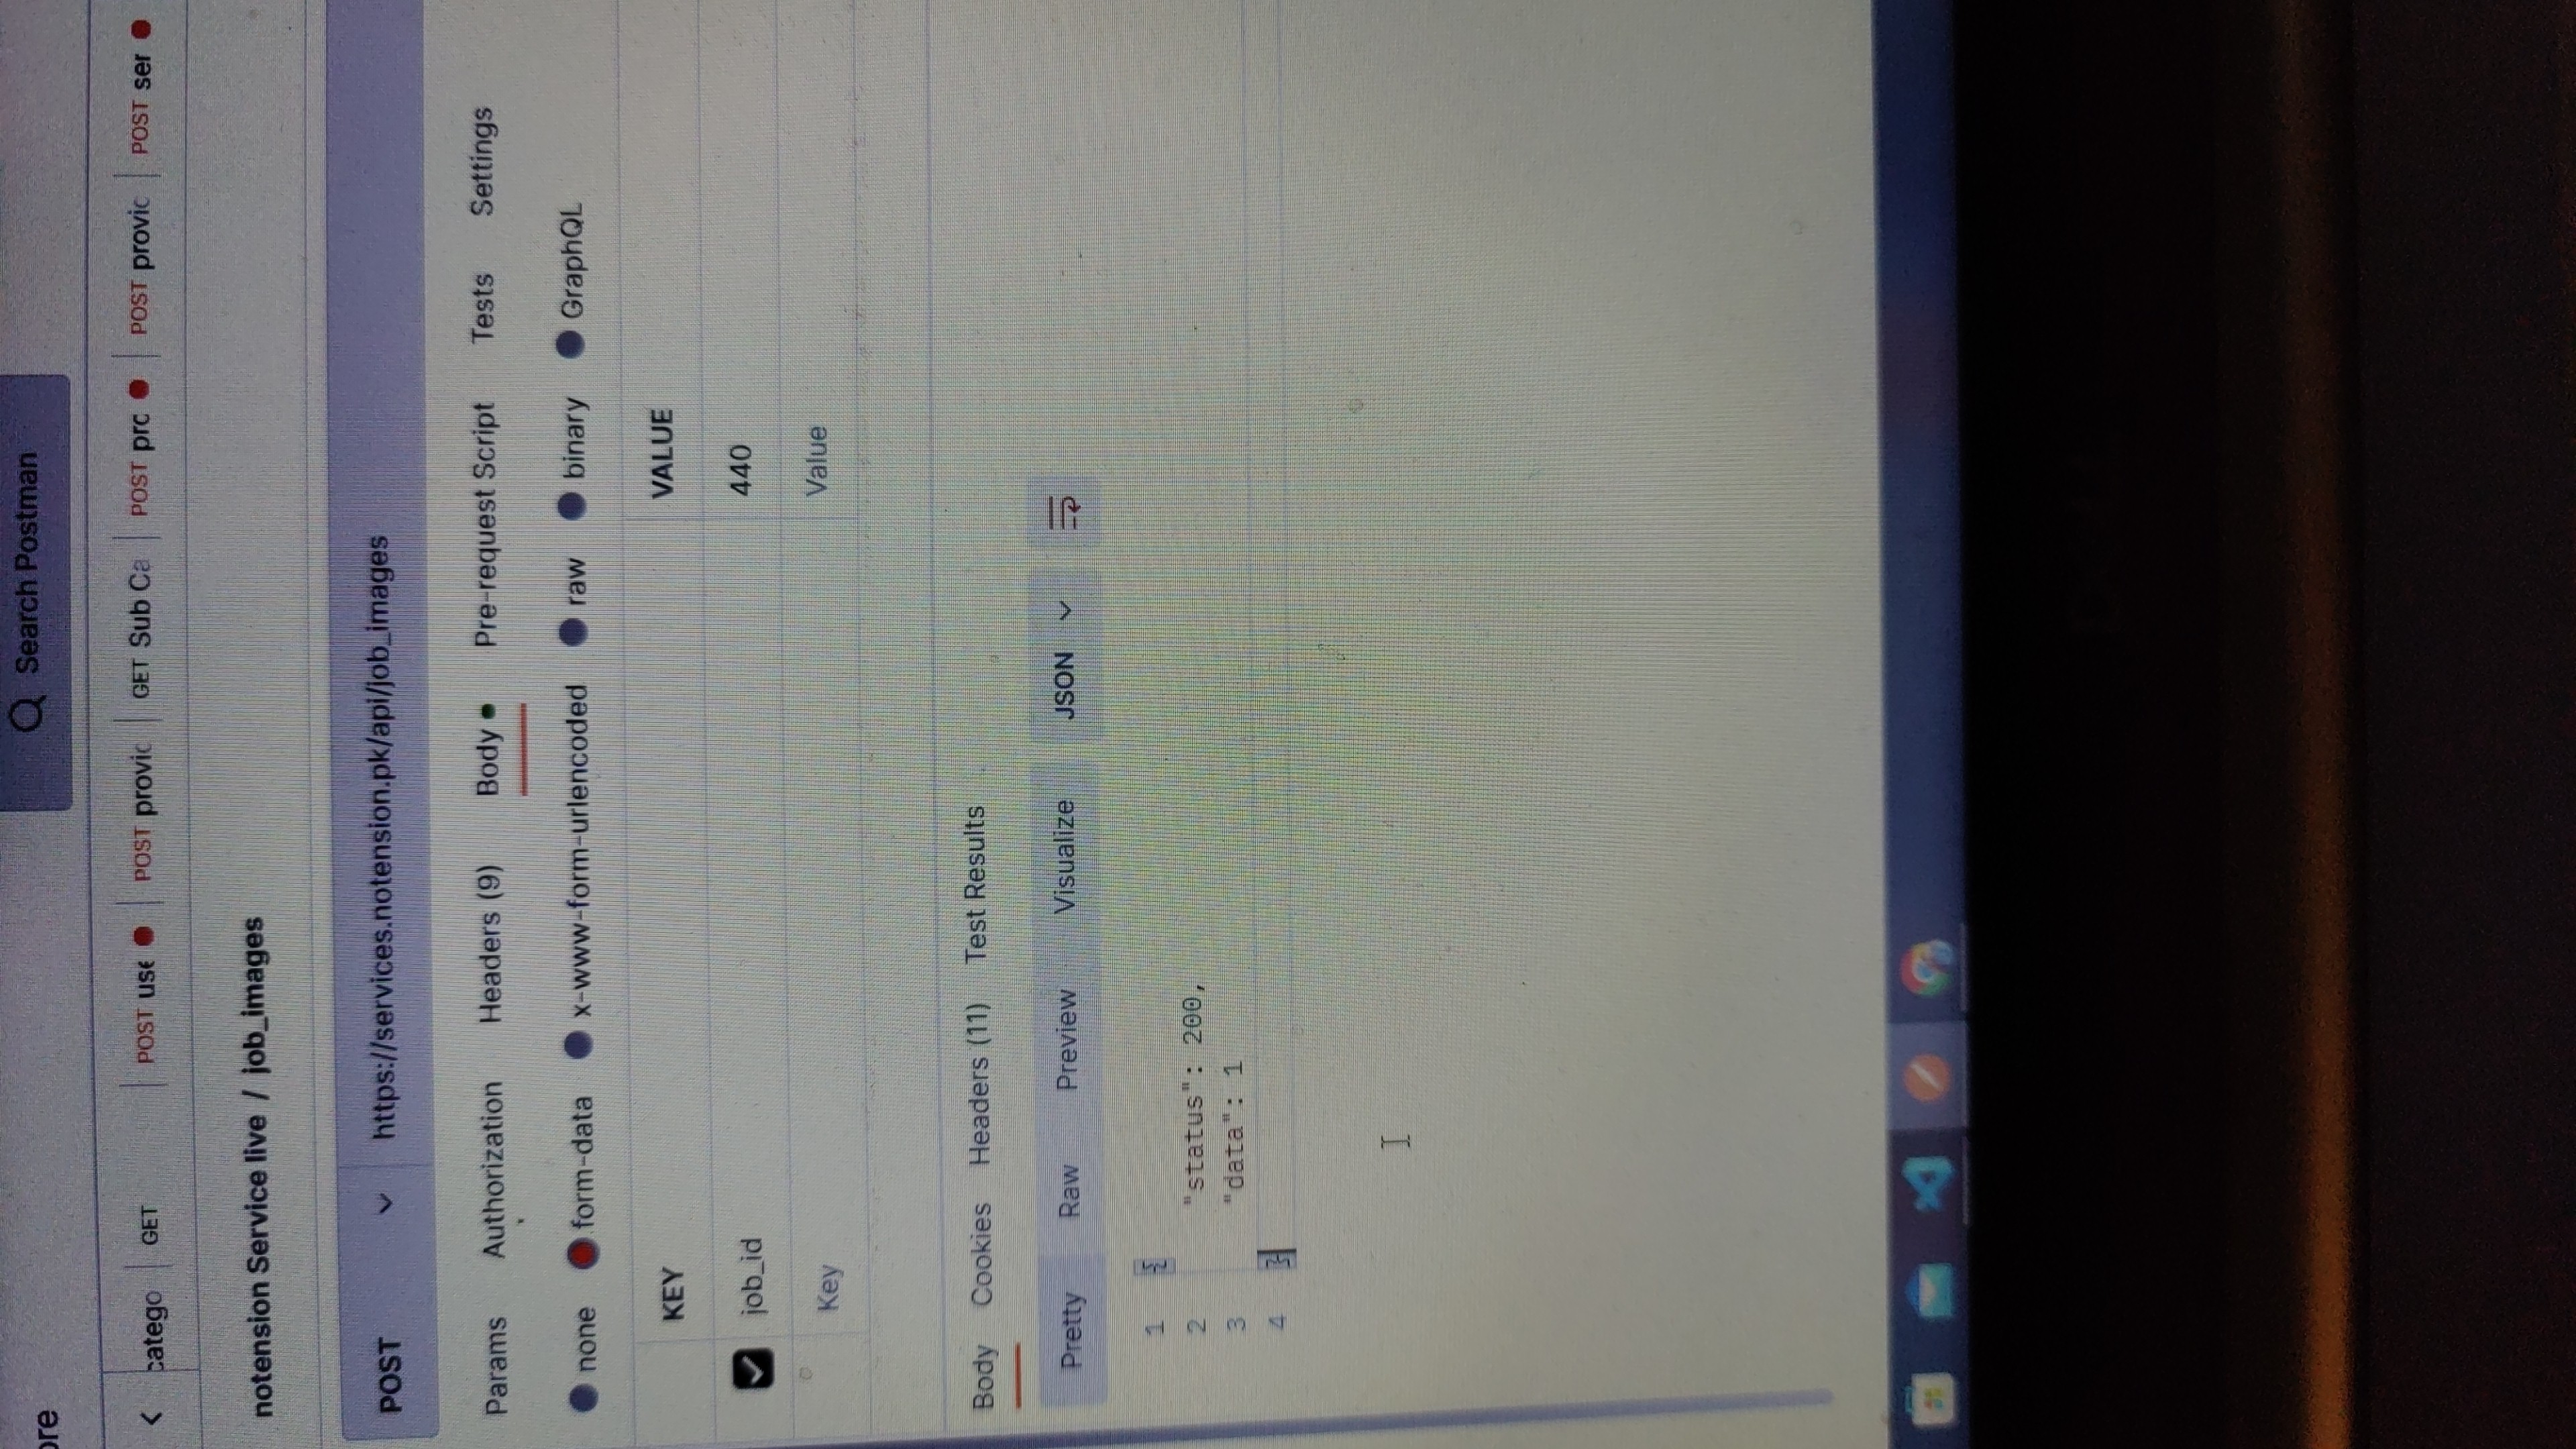 ore
Search Postman
catego GET POST use POST provic GET Sub Ca POST prc POST provic POST ser
notension Service live / job_images
POST https://services.notension.pk/api/job_images
Params Authorization Headers (9) Body Pre-request Script Tests Settings
none form-data x-www-form-urlencoded raw binary GraphQL
KEY VALUE
job_id 440
Key Value
Body Cookies Headers (11) Test Results
Pretty Raw Preview Visualize JSON
1 {
2 "status": 200,
3 "data": 1
4 }